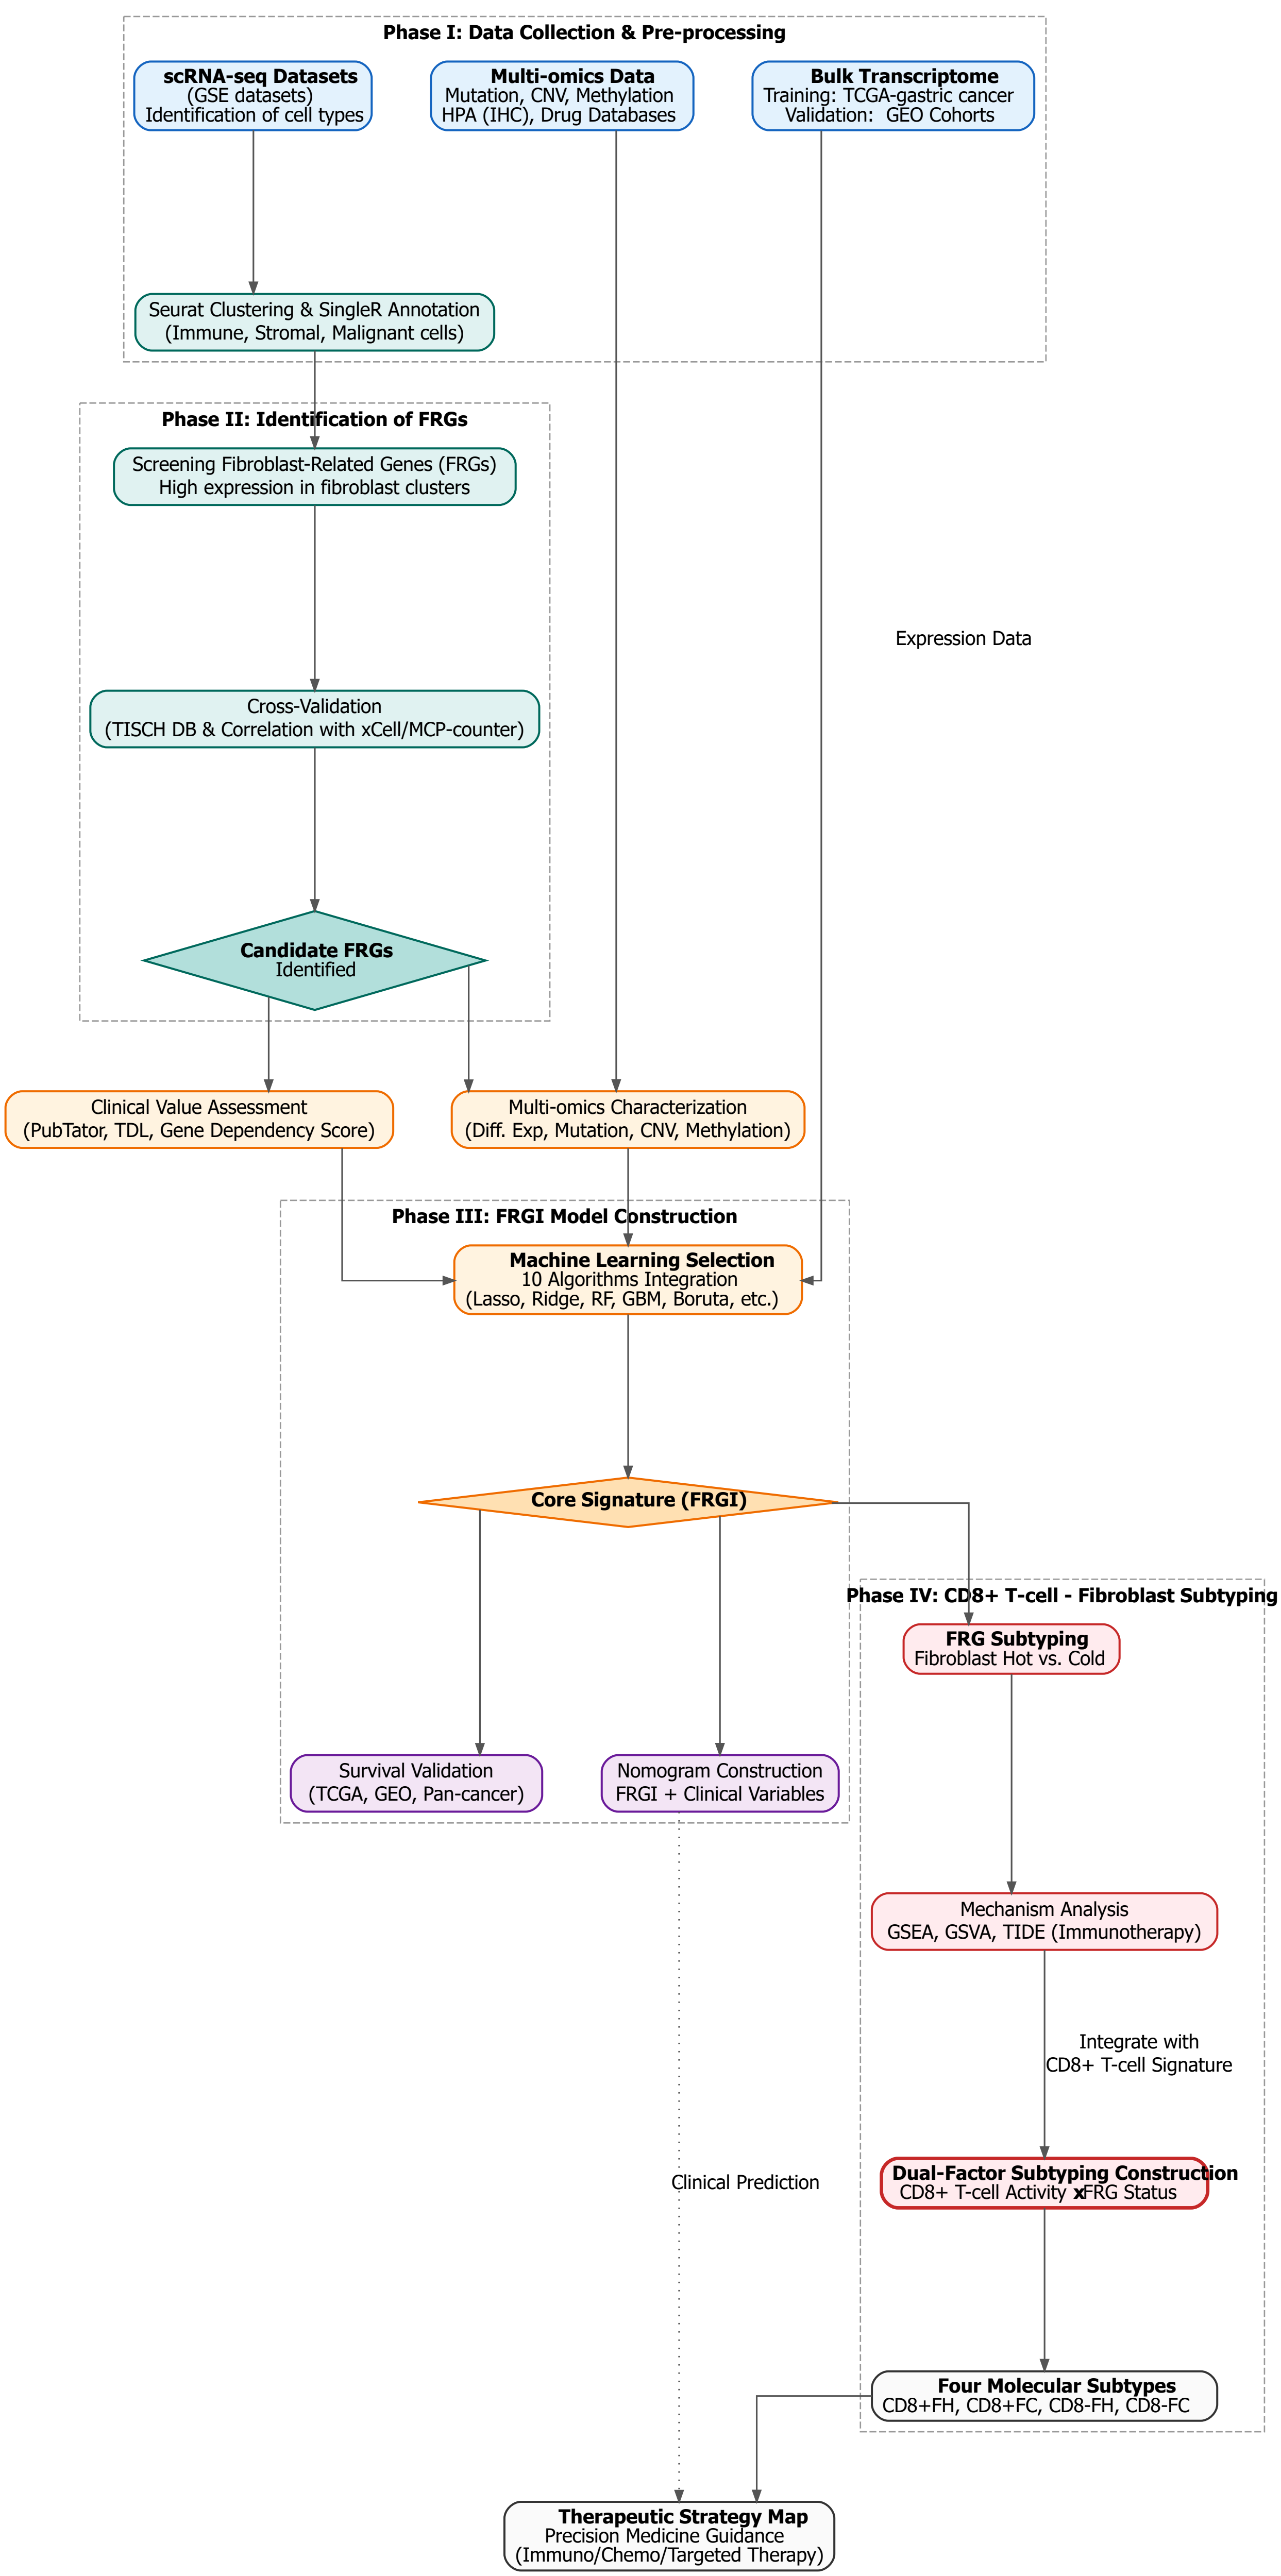 Phase I: Data Collection & Pre-processing
scRNA-seq Datasets
(GSE datasets)
Identification of cell types
Multi-omics Data
Mutation, CNV, Methylation
HPA (IHC), Drug Databases
Bulk Transcriptome
Training: TCGA-gastric cancer
Validation: GEO Cohorts
Seurat Clustering & SingleR Annotation
(Immune, Stromal, Malignant cells)
Phase II: Identification of FRGs
Screening Fibroblast-Related Genes (FRGs)
High expression in fibroblast clusters
Expression Data
Cross-Validation
(TISCH DB & Correlation with xCell/MCP-counter)
Candidate FRGs
Identified
Clinical Value Assessment
(PubTator, TDL, Gene Dependency Score)
Multi-omics Characterization
(Diff. Exp, Mutation, CNV, Methylation)
Phase III: FRGI Model Construction
Machine Learning Selection
10 Algorithms Integration
(Lasso, Ridge, RF, GBM, Boruta, etc.)
Core Signature (FRGI)
Phase IV: CD8+ T-cell - Fibroblast Subtyping
FRG Subtyping
Fibroblast Hot vs. Cold
Survival Validation
(TCGA, GEO, Pan-cancer)
Nomogram Construction
FRGI + Clinical Variables
Mechanism Analysis
GSEA, GSVA, TIDE (Immunotherapy)
Integrate with
CD8+ T-cell Signature
Clinical Prediction
Dual-Factor Subtyping Construction
CD8+ T-cell Activity xFRG Status
Four Molecular Subtypes
CD8+FH, CD8+FC, CD8-FH, CD8-FC
Therapeutic Strategy Map
Precision Medicine Guidance
(Immuno/Chemo/Targeted Therapy)